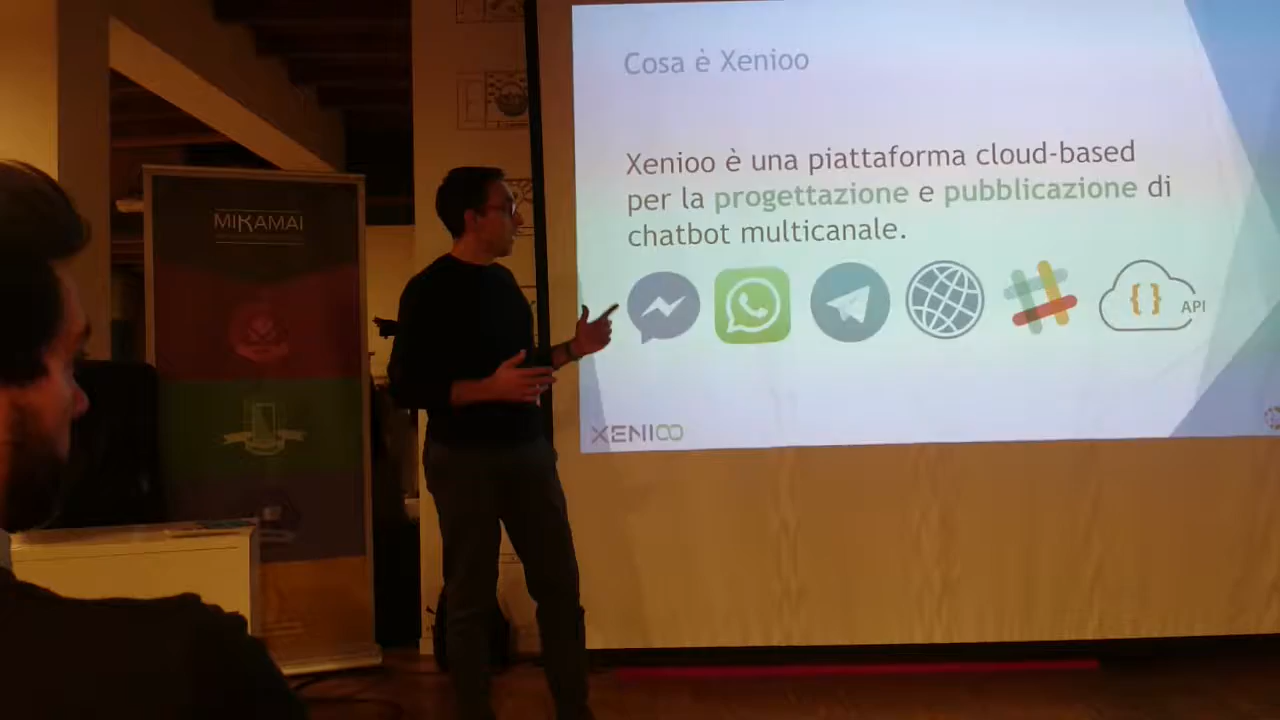 Cosa è Xenioo
Xenioo è una piattaforma cloud-based
per la progettazione e pubblicazione di
chatbot multicanale.
{ } API
XENIOO
MIKAMAI